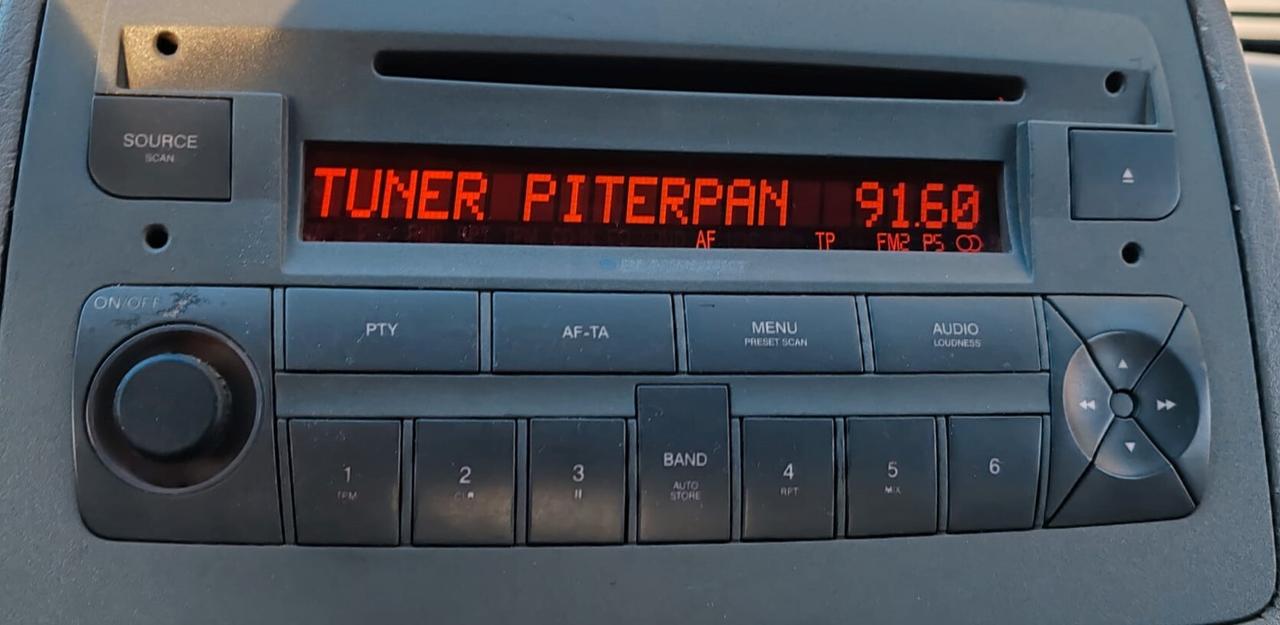 SOURCE
SCAN
TUNER PITERPAN 91.60
AF TP FM2 PS
ON/OFF
PTY
AF-TA
MENU
PRESET SCAN
AUDIO
LOUDNESS
1
2
3
BAND
AUTO
STORE
4
RPT
5
MIX
6